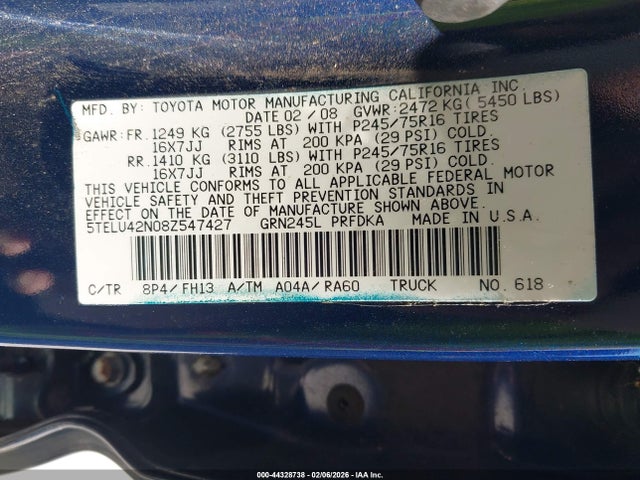 MFD. BY: TOYOTA MOTOR MANUFACTURING CALIFORNIA INC.
DATE 02 / 08 GVWR: 2472 KG ( 5450 LBS)
GAWR: FR. 1249 KG (2755 LBS) WITH P245/75R16 TIRES
16X7JJ RIMS AT 200 KPA (29 PSI) COLD.
RR. 1410 KG (3110 LBS) WITH P245/75R16 TIRES
16X7JJ RIMS AT 200 KPA (29 PSI) COLD.
THIS VEHICLE CONFORMS TO ALL APPLICABLE FEDERAL MOTOR
VEHICLE SAFETY AND THEFT PREVENTION STANDARDS IN
EFFECT ON THE DATE OF MANUFACTURE SHOWN ABOVE.
5TELU42N08Z547427 GRN245L PRFDKA MADE IN U.S.A.
C/TR 8P4/ FH13 A/TM A04A/ RA60 TRUCK NO. 618
000-44328738 - 02/06/2026 - IAA Inc.